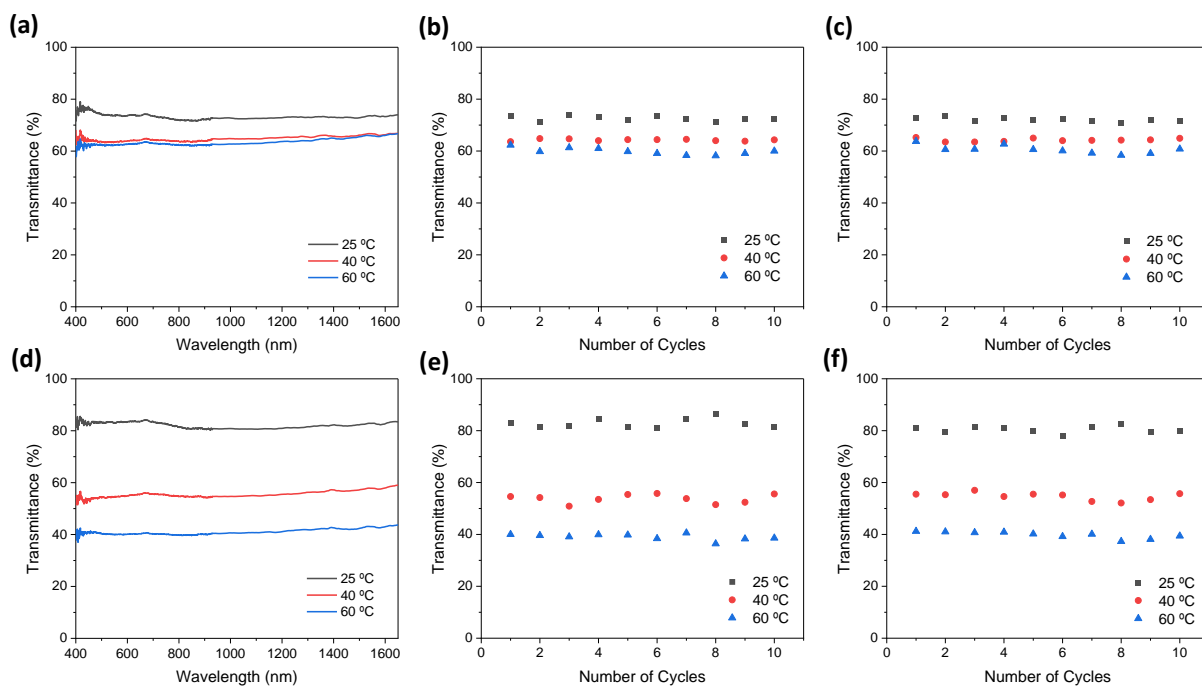 (a)
100
80
60
40
20
0
Transmittance (%)
400 600 800 1000 1200 1400 1600
Wavelength (nm)
25 ºC
40 ºC
60 ºC
(b)
100
80
60
40
20
0
Transmittance (%)
0 2 4 6 8 10
Number of Cycles
25 ºC
40 ºC
60 ºC
(c)
100
80
60
40
20
0
Transmittance (%)
0 2 4 6 8 10
Number of Cycles
25 ºC
40 ºC
60 ºC
(d)
100
80
60
40
20
0
Transmittance (%)
400 600 800 1000 1200 1400 1600
Wavelength (nm)
25 ºC
40 ºC
60 ºC
(e)
100
80
60
40
20
0
Transmittance (%)
0 2 4 6 8 10
Number of Cycles
25 ºC
40 ºC
60 ºC
(f)
100
80
60
40
20
0
Transmittance (%)
0 2 4 6 8 10
Number of Cycles
25 ºC
40 ºC
60 ºC